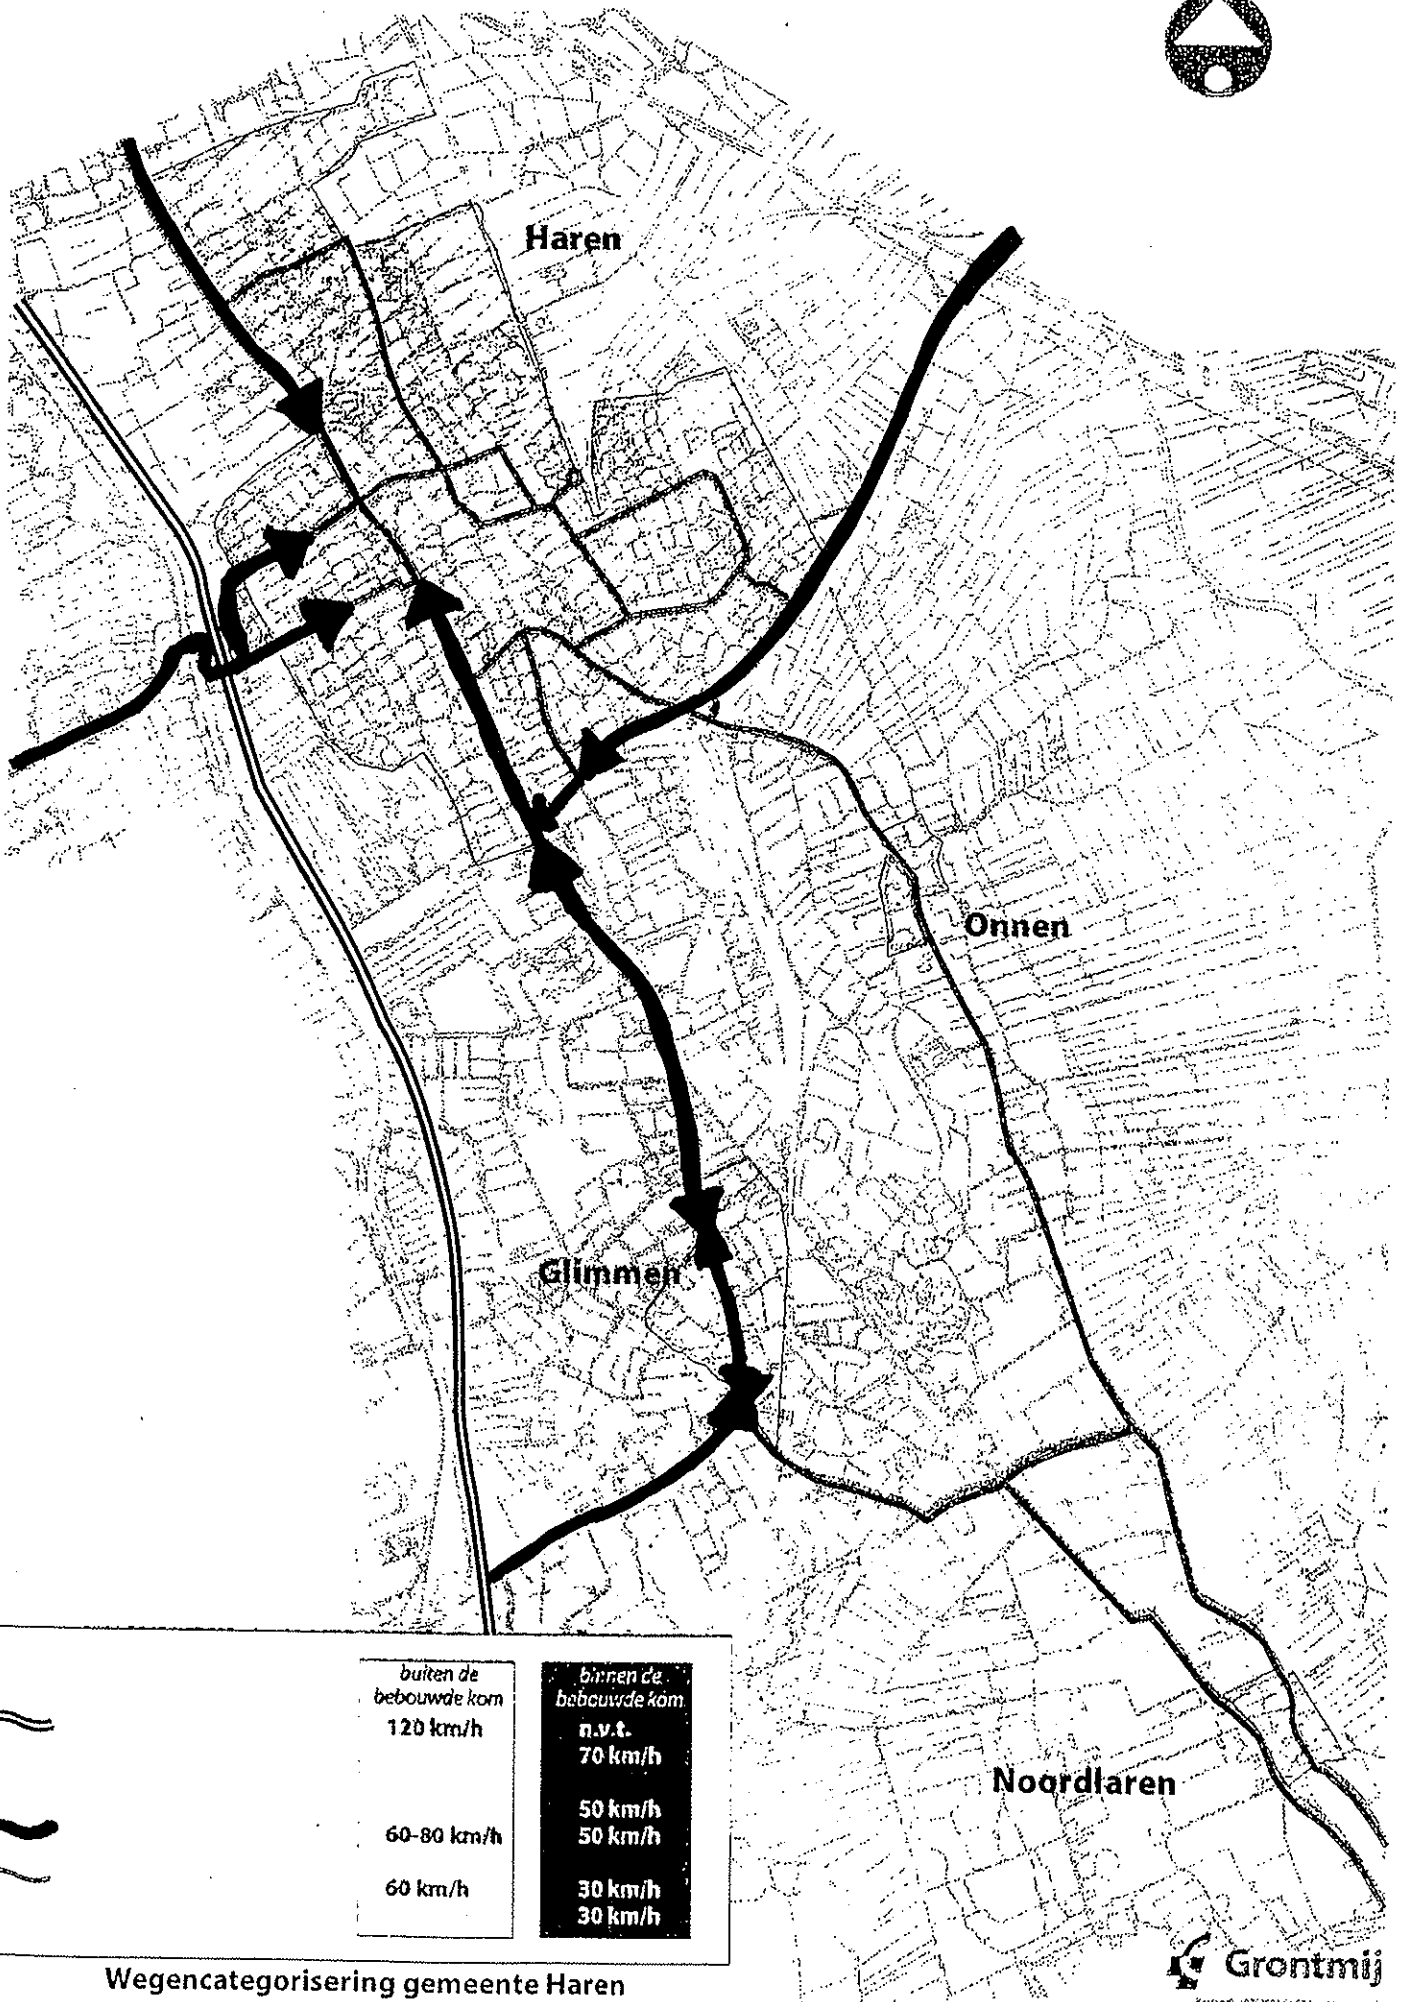 Haren
Onnen
Glimmen
Noordlaren
buiten de
bebouwde kom
120 km/h
60-80 km/h
60 km/h
binnen de
bebouwde kom
n.v.t.
70 km/h
50 km/h
50 km/h
30 km/h
30 km/h
Wegencategorisering gemeente Haren
Grontmij